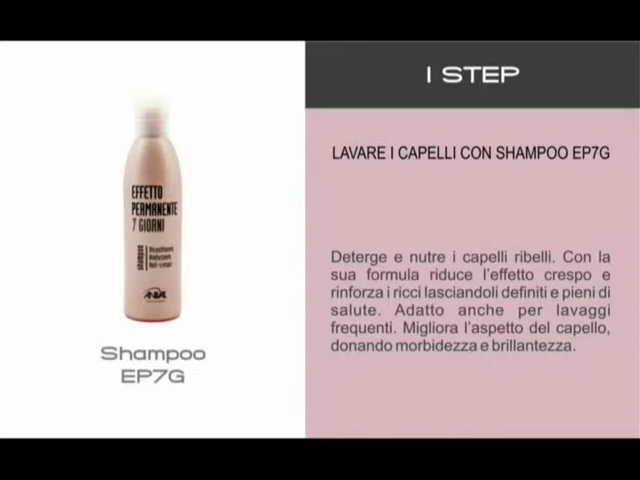 I STEP
LAVARE I CAPELLI CON SHAMPOO EP7G
EFFETTO
PERMANENTE
7 GIORNI
shampoo
Deterge e nutre i capelli ribelli. Con la
sua formula riduce l'effetto crespo e
rinforza i ricci lasciandoli definiti e pieni di
salute. Adatto anche per lavaggi
frequenti. Migliora l'aspetto del capello,
donando morbidezza e brillantezza.
Shampoo
EP7G